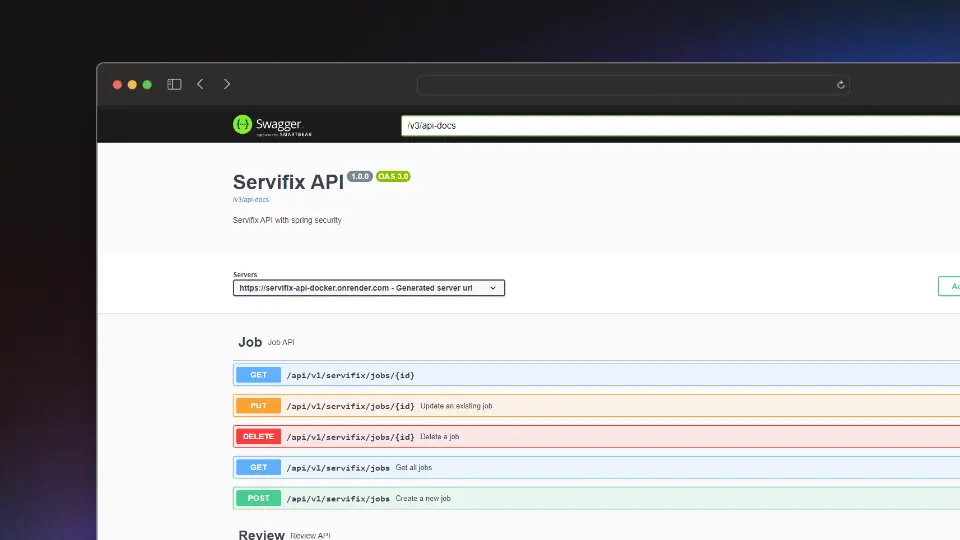 Swagger
Supported by SMARTBEAR
/v3/api-docs
Servifix API 1.0.0 OAS 3.0
/v3/api-docs
Servifix API with spring security
Servers
https://servifix-api-docker.onrender.com - Generated server url
Au
Job Job API
GET /api/v1/servifix/jobs/{id}
PUT /api/v1/servifix/jobs/{id} Update an existing job
DELETE /api/v1/servifix/jobs/{id} Delete a job
GET /api/v1/servifix/jobs Get all jobs
POST /api/v1/servifix/jobs Create a new job
Review Review API